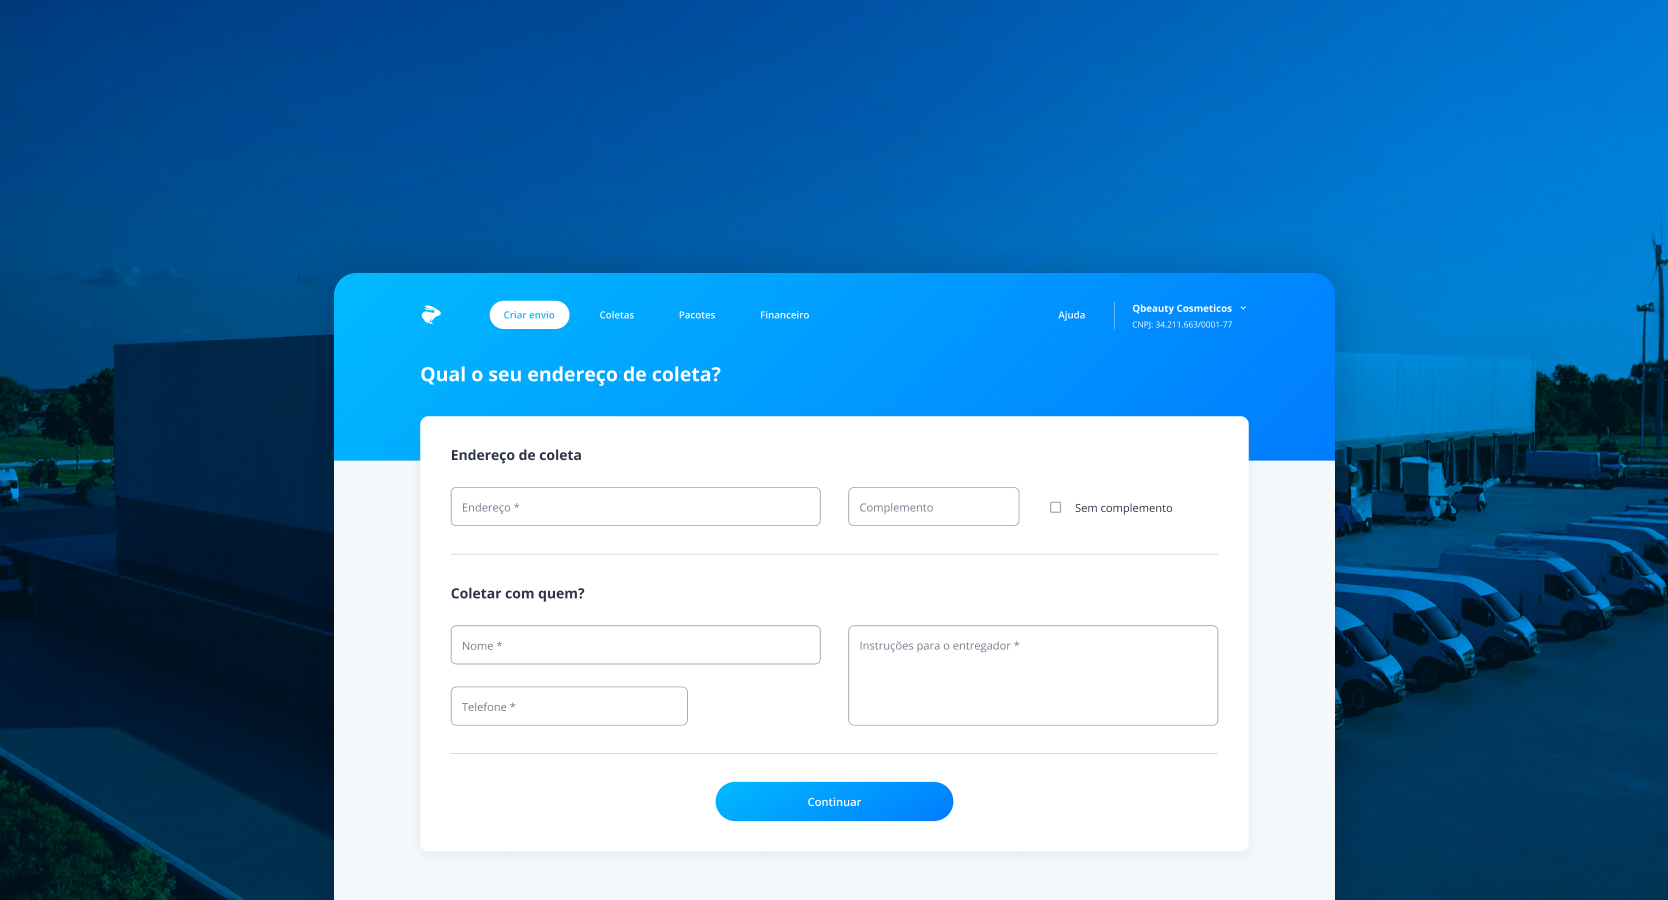 Criar envio
Coletas
Pacotes
Financeiro
Ajuda
Qbeauty Cosmeticos
CNPJ: 34.211.663/0001-77
Qual o seu endereço de coleta?
Endereço de coleta
Endereço *
Complemento
Sem complemento
Coletar com quem?
Nome *
Instruções para o entregador *
Telefone *
Continuar